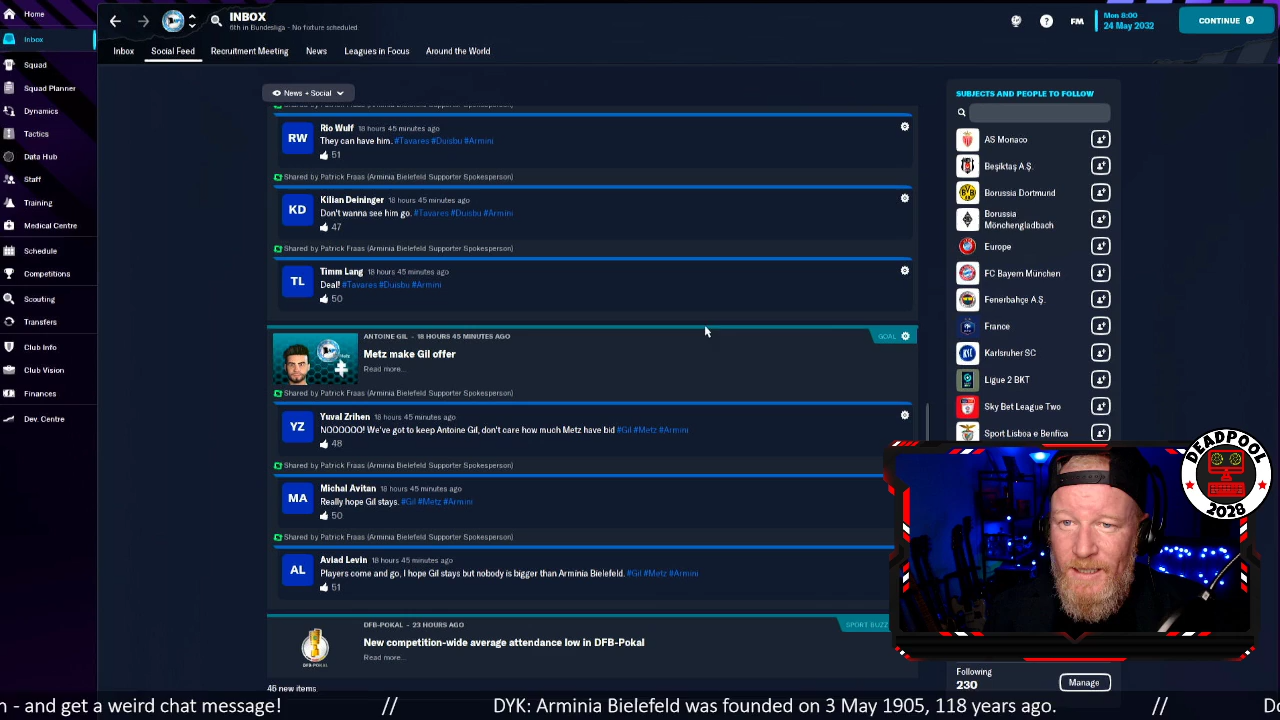 Home
Inbox
Squad
Squad Planner
Dynamics
Tactics
Data Hub
Staff
Training
Medical Centre
Schedule
Competitions
Scouting
Transfers
Club Info
Club Vision
Finances
Dev. Centre
INBOX
6th in Bundesliga - No fixture scheduled
FM
Mon 8:00
24 May 2032
CONTINUE
Inbox
Social Feed
Recruitment Meeting
News
Leagues in Focus
Around the World
News + Social
RW
Rio Wulf 18 hours 45 minutes ago
They can have him. #Tavares #Duisbu #Armini
51
Shared by Patrick Fraas (Arminia Bielefeld Supporter Spokesperson)
KD
Kilian Deininger 18 hours 45 minutes ago
Don't wanna see him go. #Tavares #Duisbu #Armini
47
Shared by Patrick Fraas (Arminia Bielefeld Supporter Spokesperson)
TL
Timm Lang 18 hours 45 minutes ago
Deal! #Tavares #Duisbu #Armini
50
ANTOINE GIL - 18 HOURS 45 MINUTES AGO
GOAL
Metz make Gil offer
Read more...
Shared by Patrick Fraas (Arminia Bielefeld Supporter Spokesperson)
YZ
Yuval Zrihen 18 hours 45 minutes ago
NOOOOOO! We've got to keep Antoine Gil, don't care how much Metz have bid #Gil #Metz #Armini
48
Shared by Patrick Fraas (Arminia Bielefeld Supporter Spokesperson)
MA
Michal Avitan 18 hours 45 minutes ago
Really hope Gil stays. #Gil #Metz #Armini
50
Shared by Patrick Fraas (Arminia Bielefeld Supporter Spokesperson)
AL
Aviad Levin 18 hours 45 minutes ago
Players come and go, I hope Gil stays but nobody is bigger than Arminia Bielefeld. #Gil #Metz #Armini
51
DFB-POKAL - 23 HOURS AGO
SPORT BUZZ
New competition-wide average attendance low in DFB-Pokal
Read more...
DFB-POKAL
46 new items.
SUBJECTS AND PEOPLE TO FOLLOW
AS Monaco
Beşiktaş A.Ş.
Borussia Dortmund
Borussia
Mönchengladbach
Europe
FC Bayern München
Fenerbahçe A.Ş.
France
Karlsruher SC
Ligue 2 BKT
Sky Bet League Two
Sport Lisboa e Benfica
DEADPOOL
2028
Following
230
Manage
n - and get a weird chat message! // DYK: Arminia Bielefeld was founded on 3 May 1905, 118 years ago. // Do